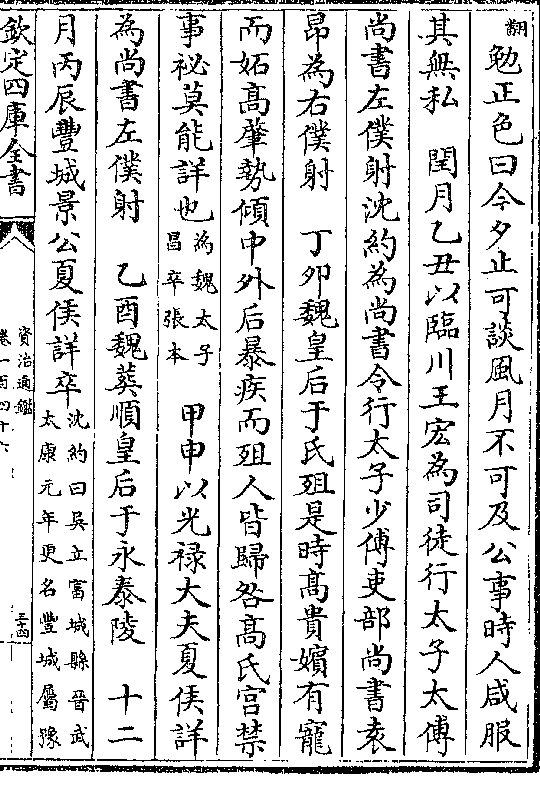 翻勉正色曰今夕止可談風月不可及公事時人咸服
其無私　閏月乙丑以臨川王宏為司徒行太子太傅
尚書左僕射沈約為尚書令行太子少傅吏部尚書袁
昂為右僕射　丁卯魏皇后于氏殂是時髙貴嬪有寵
而妬髙肇勢傾中外后暴疾而殂人皆歸咎髙氏宫禁
事祕莫能詳也為魏太子
昌卒張本　甲申以光禄大夫夏侯詳
為尚書左僕射　乙酉魏葬順皇后于永泰陵　十二
月丙辰豐城景公夏侯詳卒沈約曰吳立富城縣晉武
太康元年更名豐城屬豫
欽定四庫全書
資治通鑑
卷一百四十六
三十四